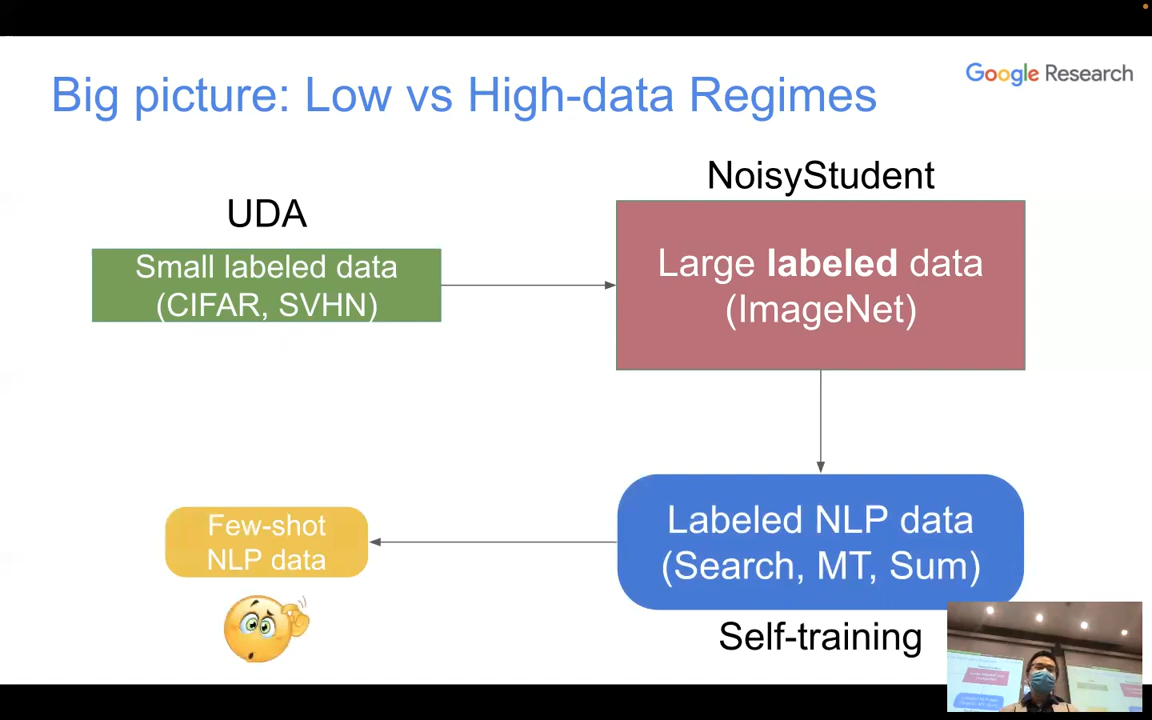 Big picture: Low vs High-data Regimes
Google Research
NoisyStudent
UDA
Small labeled data
(CIFAR, SVHN)
Large labeled data
(ImageNet)
Few-shot
NLP data
Labeled NLP data
(Search, MT, Sum)
Self-training